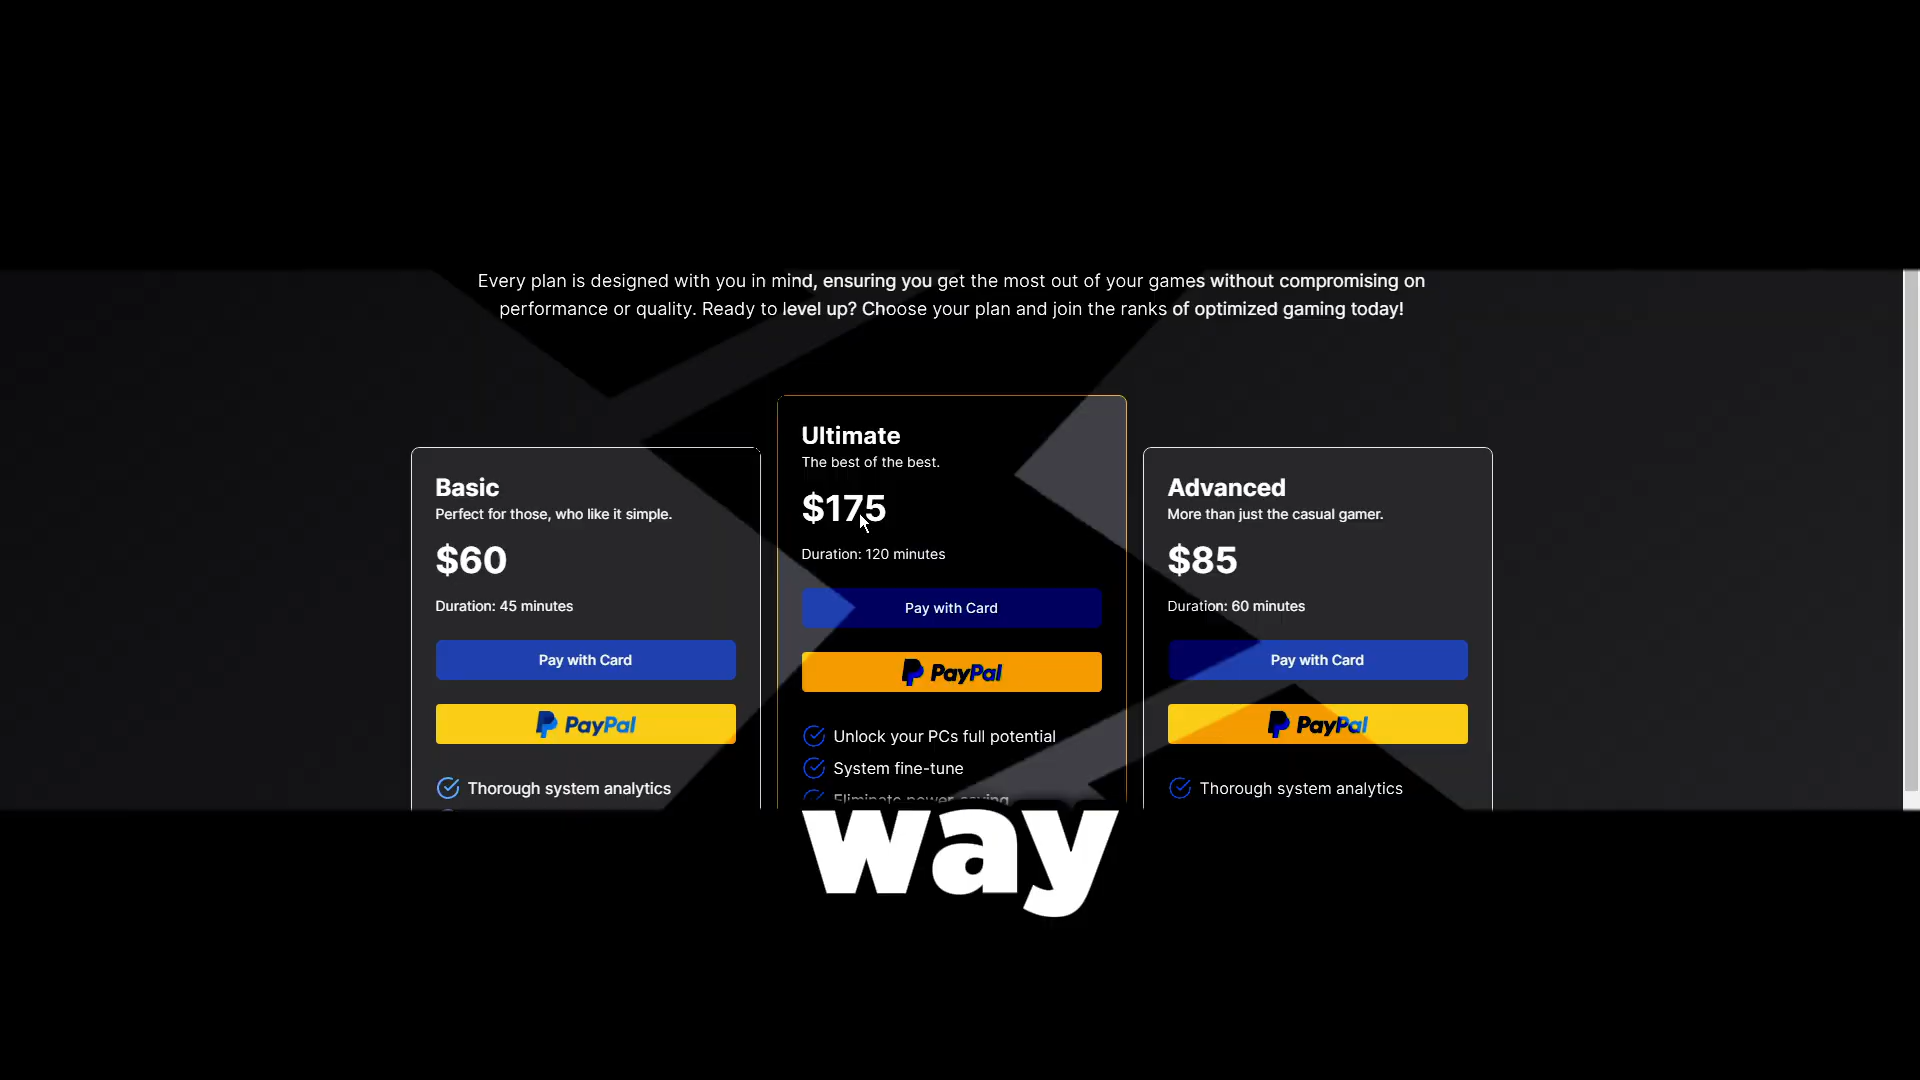 Every plan is designed with you in mind, ensuring you get the most out of your games without compromising on
performance or quality. Ready to level up? Choose your plan and join the ranks of optimized gaming today!
Basic
Perfect for those, who like it simple.
$60
Duration: 45 minutes
Pay with Card
PayPal
Thorough system analytics
Ultimate
The best of the best.
$175
Duration: 120 minutes
Pay with Card
PayPal
Unlock your PCs full potential
System fine-tune
Eliminate power-saving
Advanced
More than just the casual gamer.
$85
Duration: 60 minutes
Pay with Card
PayPal
Thorough system analytics
way